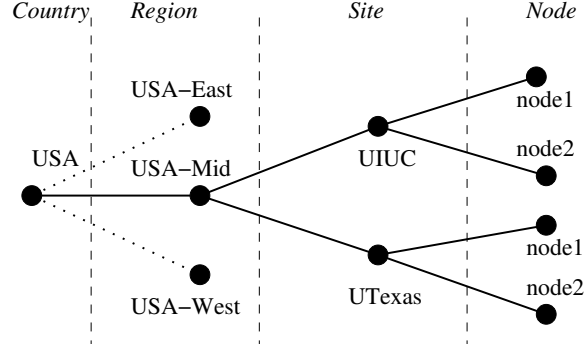 Country Region Site Node
USA−East
node1
USA
node2
USA−Mid
UIUC
node1
USA−West
UTexas
node2